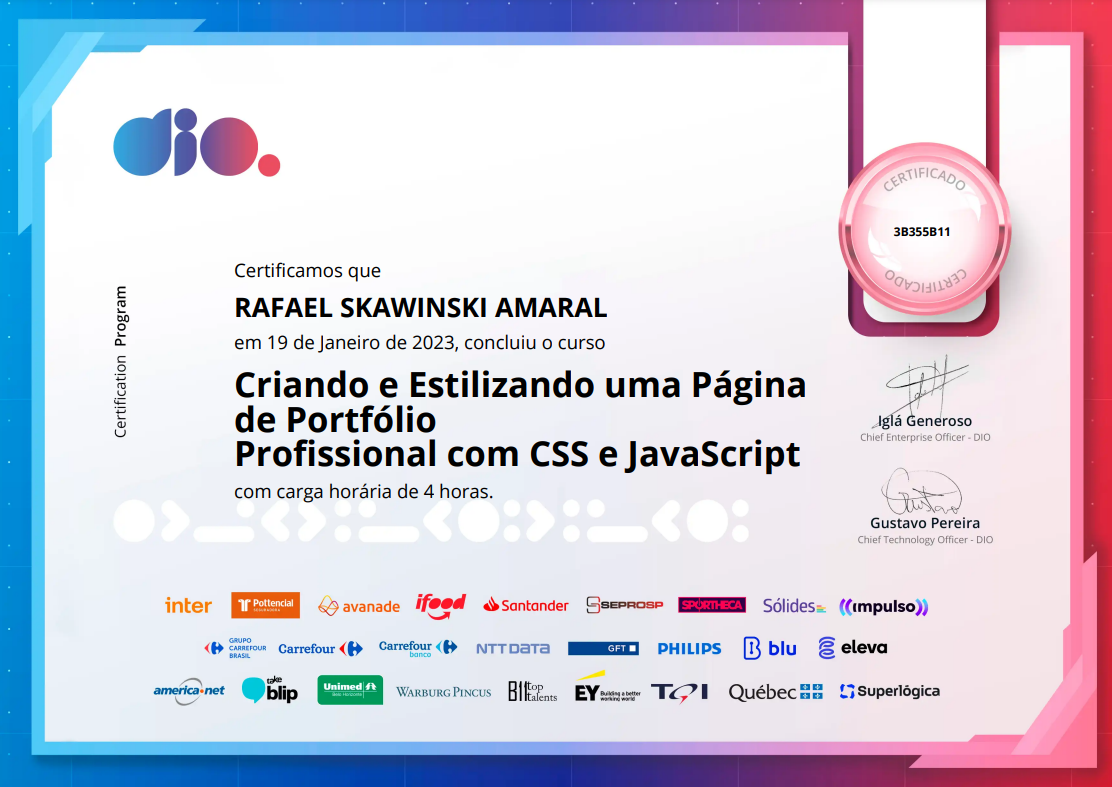 dio.
CERTIFICADO
3B355B11
CERTIFICADO
Certification Program
Certificamos que
RAFAEL SKAWINSKI AMARAL
em 19 de Janeiro de 2023, concluiu o curso
Criando e Estilizando uma Página
de Portfólio
Profissional com CSS e JavaScript
com carga horária de 4 horas.
Iglá Generoso
Chief Enterprise Officer - DIO
Gustavo Pereira
Chief Technology Officer - DIO
inter
Pottencial
SEGURADORA
avanade
ifood
Santander
SEPROSP
SPORTHECA
Sólides
impulso
GRUPO
CARREFOUR
BRASIL
Carrefour
Carrefour
banco
NTT DATA
GFT
PHILIPS
blu
eleva
america.net
take
blip
Unimed
Belo Horizonte
WARBURG PINCUS
B11 top
talents
EY Building a better
working world
TQI
Québec
Superlógica